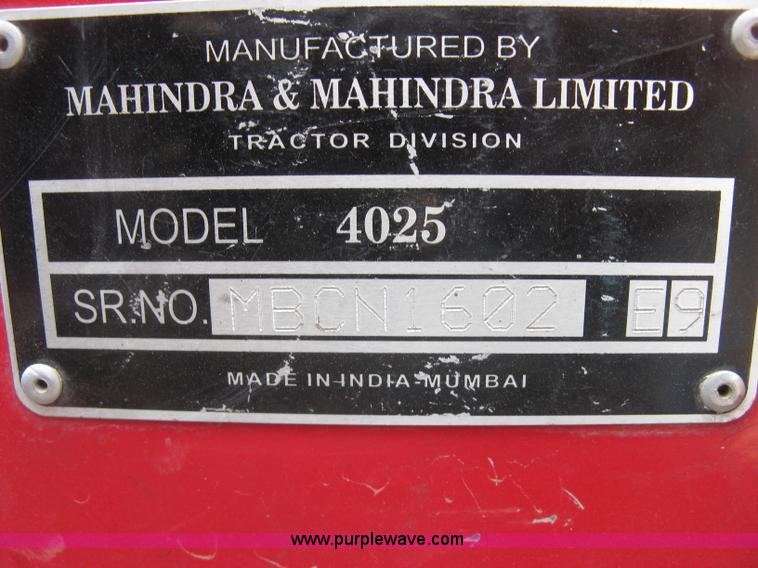 MANUFACTURED BY
MAHINDRA & MAHINDRA LIMITED
TRACTOR DIVISION
MODEL 4025
SR.NO. MBCN1602 E9
MADE IN INDIA-MUMBAI
www.purplewave.com